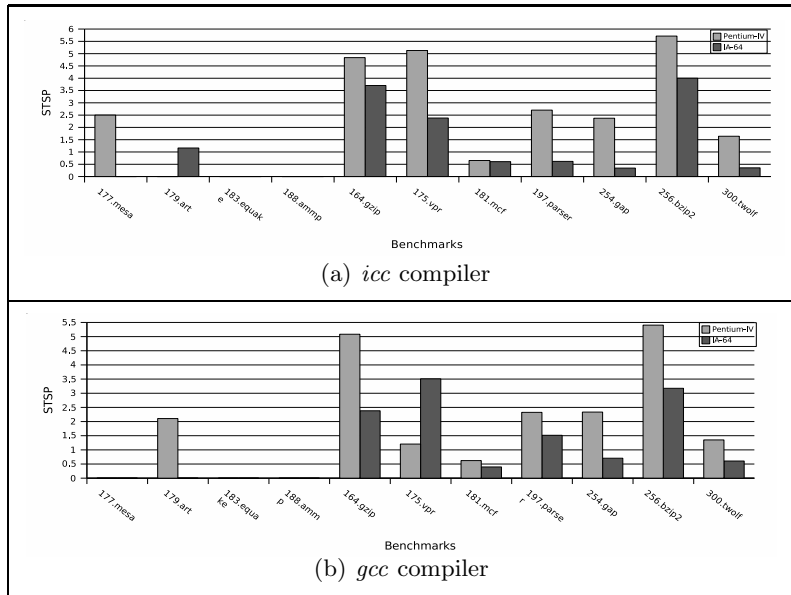 6
5.5
5
4.5
4
3.5
3
2.5
2
1.5
1
0.5
0
STSP
Pentium-IV
IA-64
177.mesa
179.art
183.equak
e
188.ammp
164.gzip
175.vpr
181.mcf
197.parser
254.gap
256.bzip2
300.twolf
Benchmarks
(a) icc compiler
5.5
5
4.5
4
3.5
3
2.5
2
1.5
1
0.5
0
STSP
Pentium-IV
IA-64
177.mesa
179.art
183.equa
ke
188.amm
p
164.gzip
175.vpr
181.mcf
197.parse
r
254.gap
256.bzip2
300.twolf
Benchmarks
(b) gcc compiler